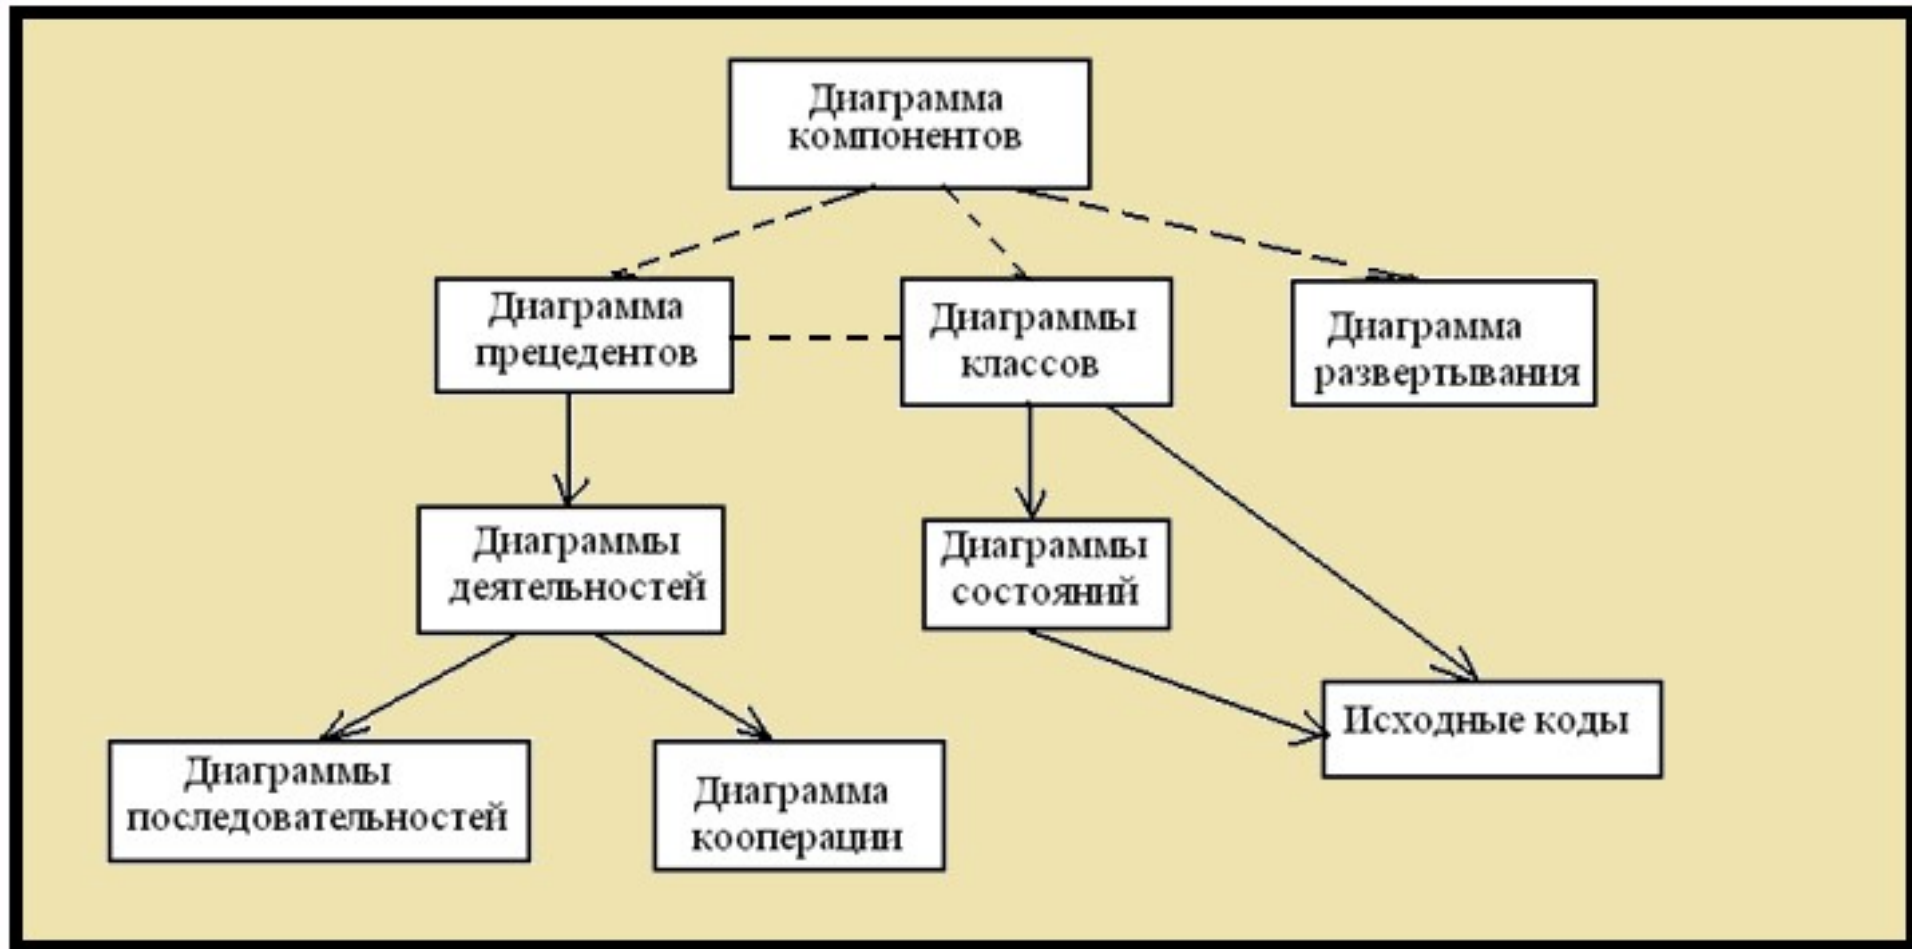 Диаграмма
компонентов
Диаграмма
прецедентов
Диаграммы
классов
Диаграмма
развертывания
Диаграммы
деятельностей
Диаграммы
состояний
Исходные коды
Диаграммы
последовательностей
Диаграмма
кооперации